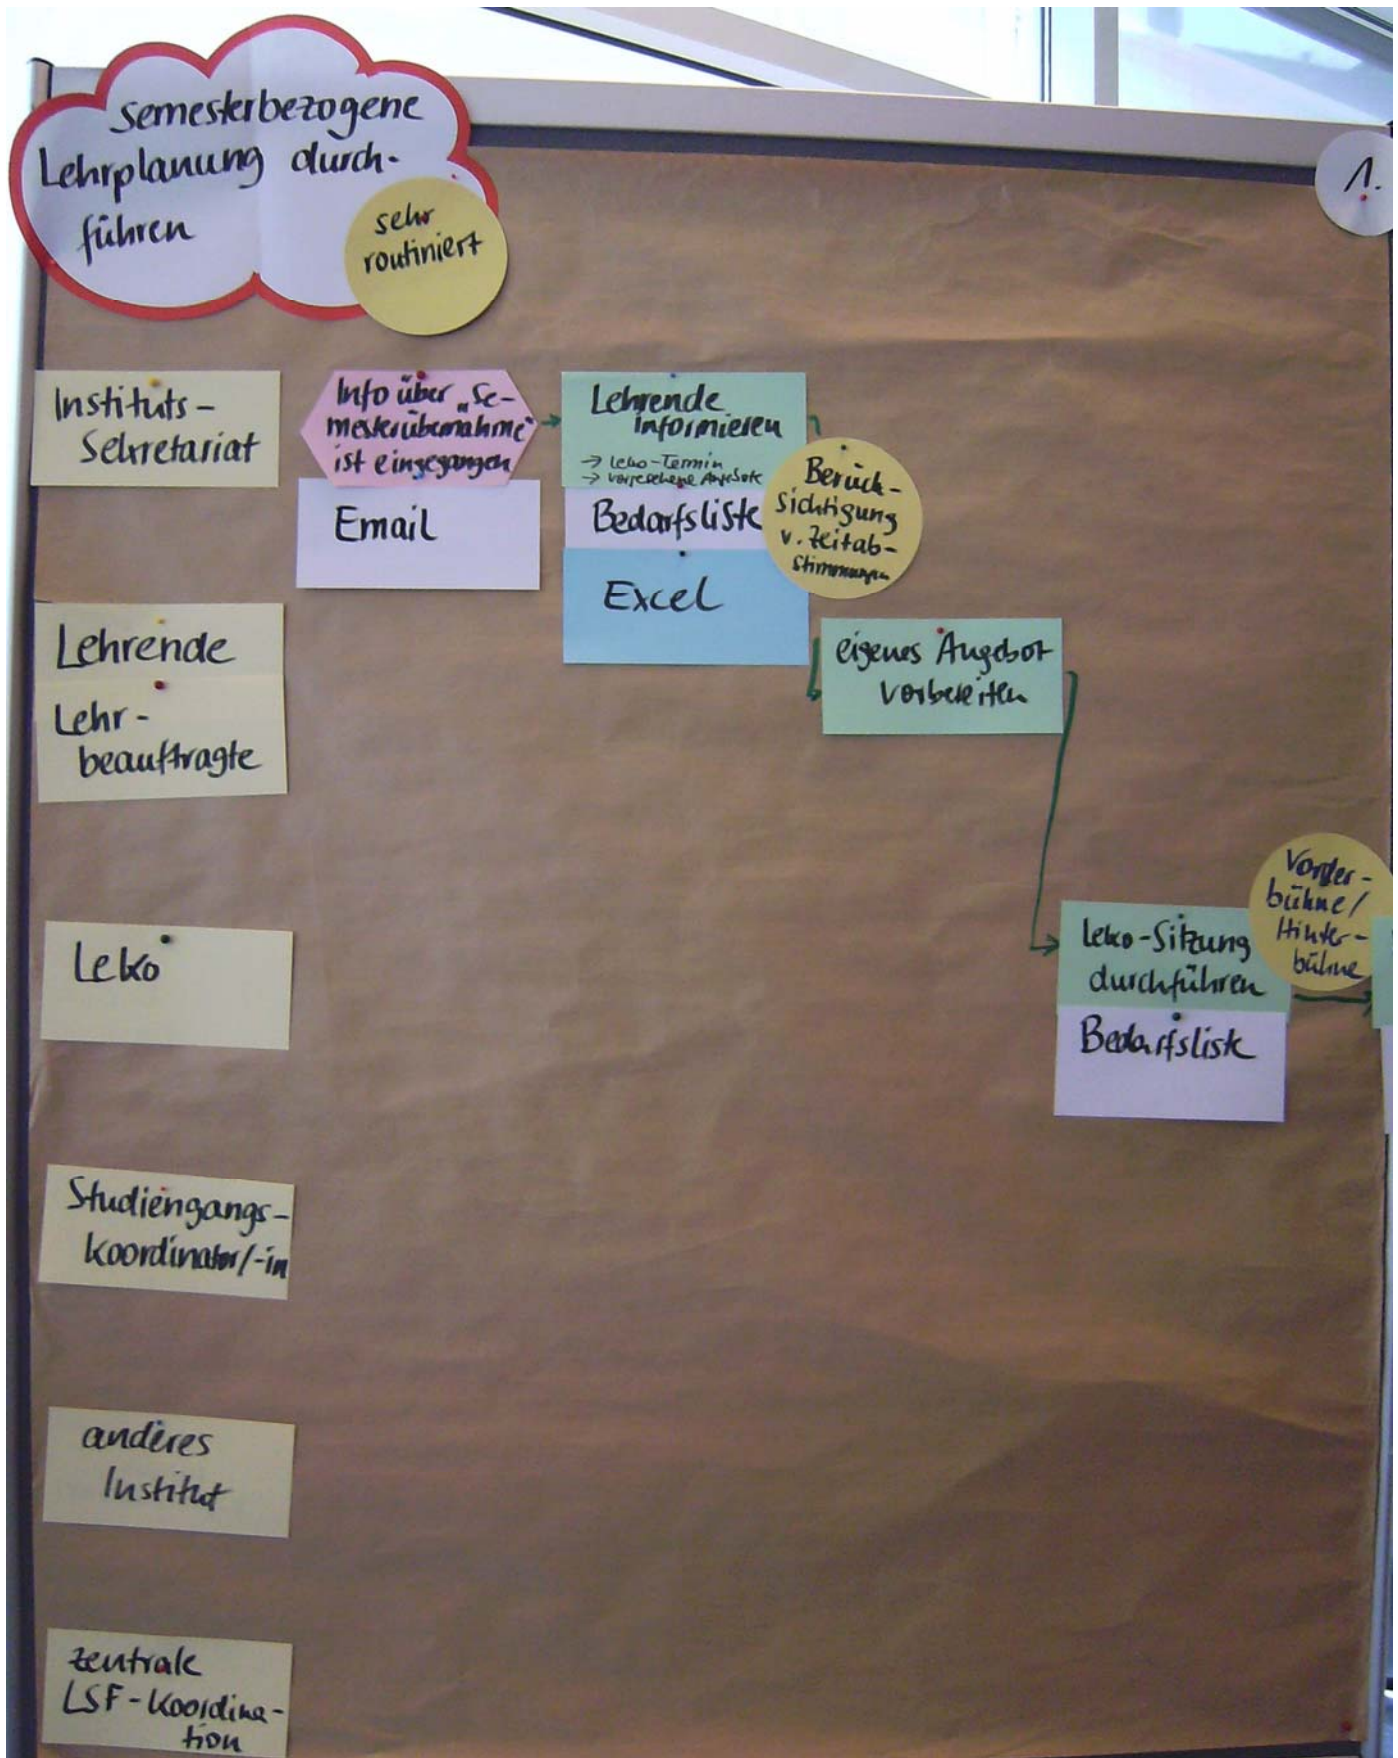 Semesterbezogene
Lehrplanung durch-
führen
sehr
routiniert
1.
Instituts-
Sekretariat
Info über „Se-
mesterübernahme“
ist eingegangen
Email
Lehrende
informieren
→ Leko-Termin
→ vorgesehene Angebote
Bedarfsliste
Excel
Berück-
sichtigung
v. Zeitab-
stimmungen
Lehrende
Lehr-
beauftragte
eigenes Angebot
vorbereiten
Leko
Leko-Sitzung
durchführen
Bedarfsliste
Vorder-
bühne/
Hinter-
bühne
Studiengangs-
koordinator/-in
anderes
Institut
zentrale
LSF-Koordina-
tion